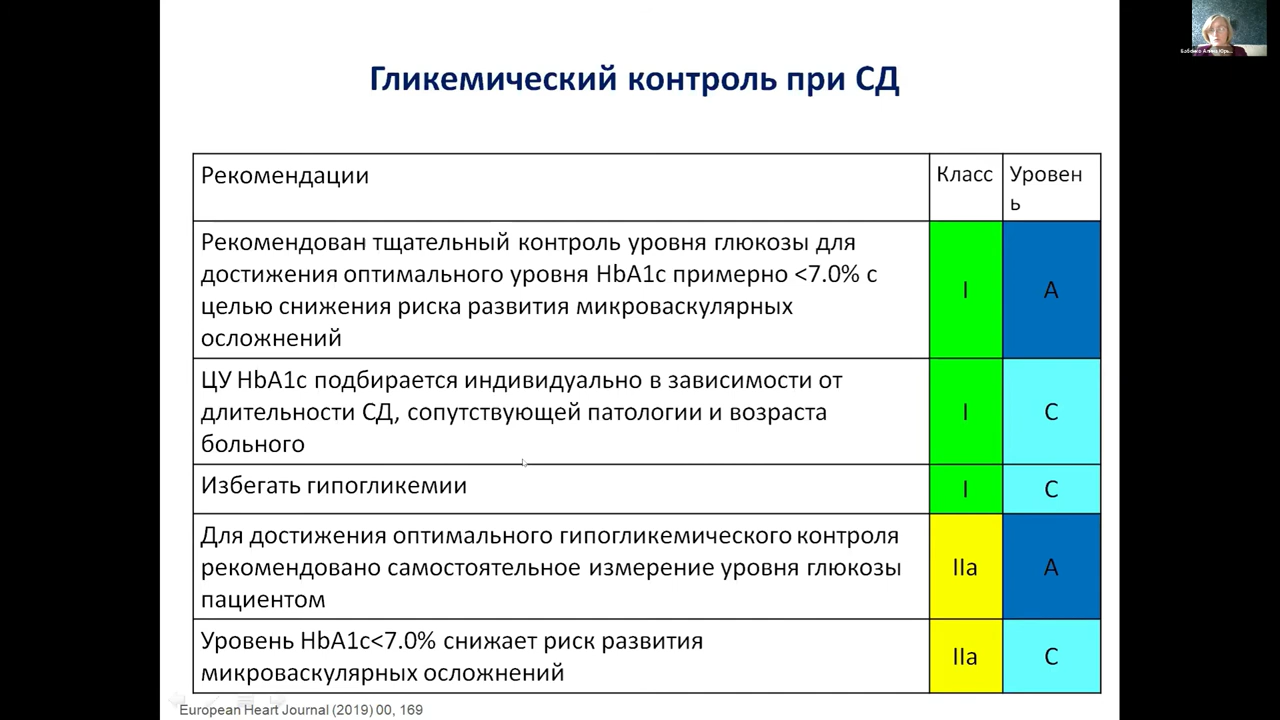 Гликемический контроль при СД
Рекомендации
Класс
Уровен
ь
Рекомендован тщательный контроль уровня глюкозы для
достижения оптимального уровня HbA1c примерно <7.0% с
целью снижения риска развития микроваскулярных
осложнений
I
A
ЦУ HbA1c подбирается индивидуально в зависимости от
длительности СД, сопутствующей патологии и возраста
больного
I
C
Избегать гипогликемии
I
C
Для достижения оптимального гипогликемического контроля
рекомендовано самостоятельное измерение уровня глюкозы
пациентом
IIa
A
Уровень HbA1c<7.0% снижает риск развития
микроваскулярных осложнений
IIa
C
European Heart Journal (2019) 00, 169